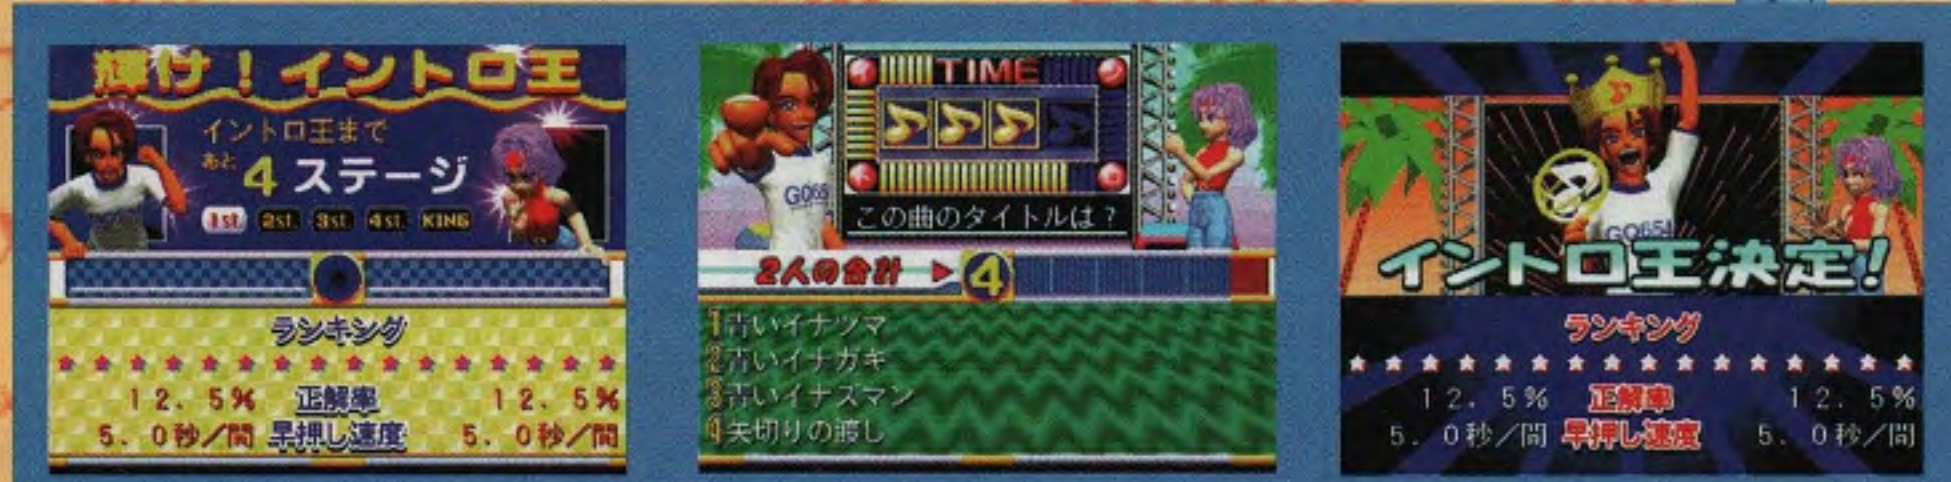 輝け!イントロ王
イントロ王まで
あと4ステージ
1st. 2st. 3st. 4st. KING
ランキング
12.5% 正解率 12.5%
5.0秒/問 早押し速度 5.0秒/問
TIME
イ ン ト ロ
GO65
この曲のタイトルは?
2人の合計 4
1青いイナツマ
2青いイナガキ
3青いイナズマン
4矢切りの渡し
GO65!
イントロ王決定!
ランキング
12.5% 正解率 12.5%
5.0秒/問 早押し速度 5.0秒/問